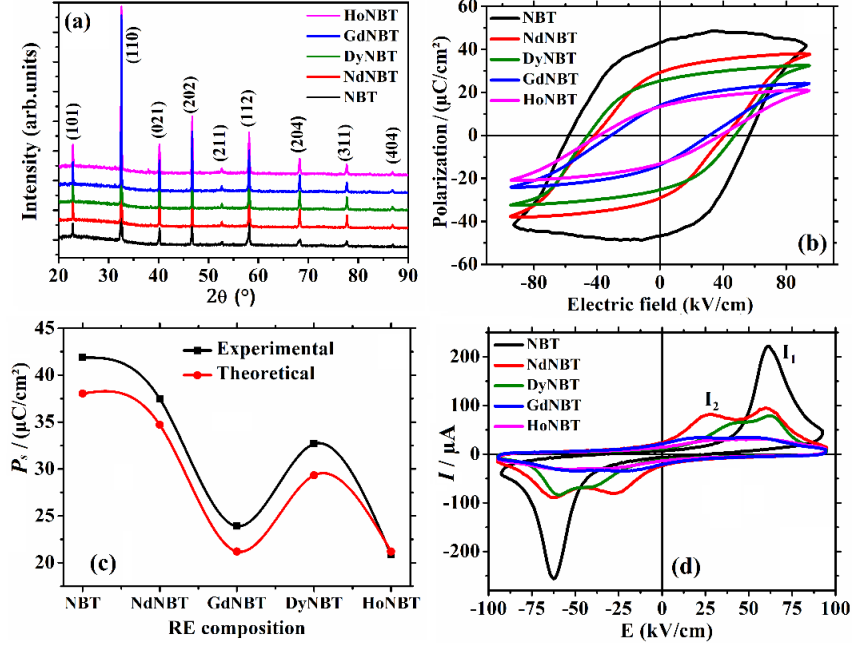 (a)
HoNBT
GdNBT
DyNBT
NdNBT
NBT
(101)
(110)
(021)
(202)
(211)
(112)
(204)
(311)
(404)
Intensity (arb.units)
20 30 40 50 60 70 80 90
2θ (°)
NBT
NdNBT
DyNBT
GdNBT
HoNBT
60
40
20
0
-20
-40
-60
Polarization / (μC/cm²)
(b)
-80 -40 0 40 80
Electric field (kV/cm)
45
40
35
30
25
20
Pₛ / (μC/cm²)
Experimental
Theoretical
(c)
NBT NdNBT GdNBT DyNBT HoNBT
RE composition
NBT
NdNBT
DyNBT
GdNBT
HoNBT
I₁
I₂
200
100
0
-100
-200
I / μA
(d)
-100 -75 -50 -25 0 25 50 75 100
E (kV/cm)